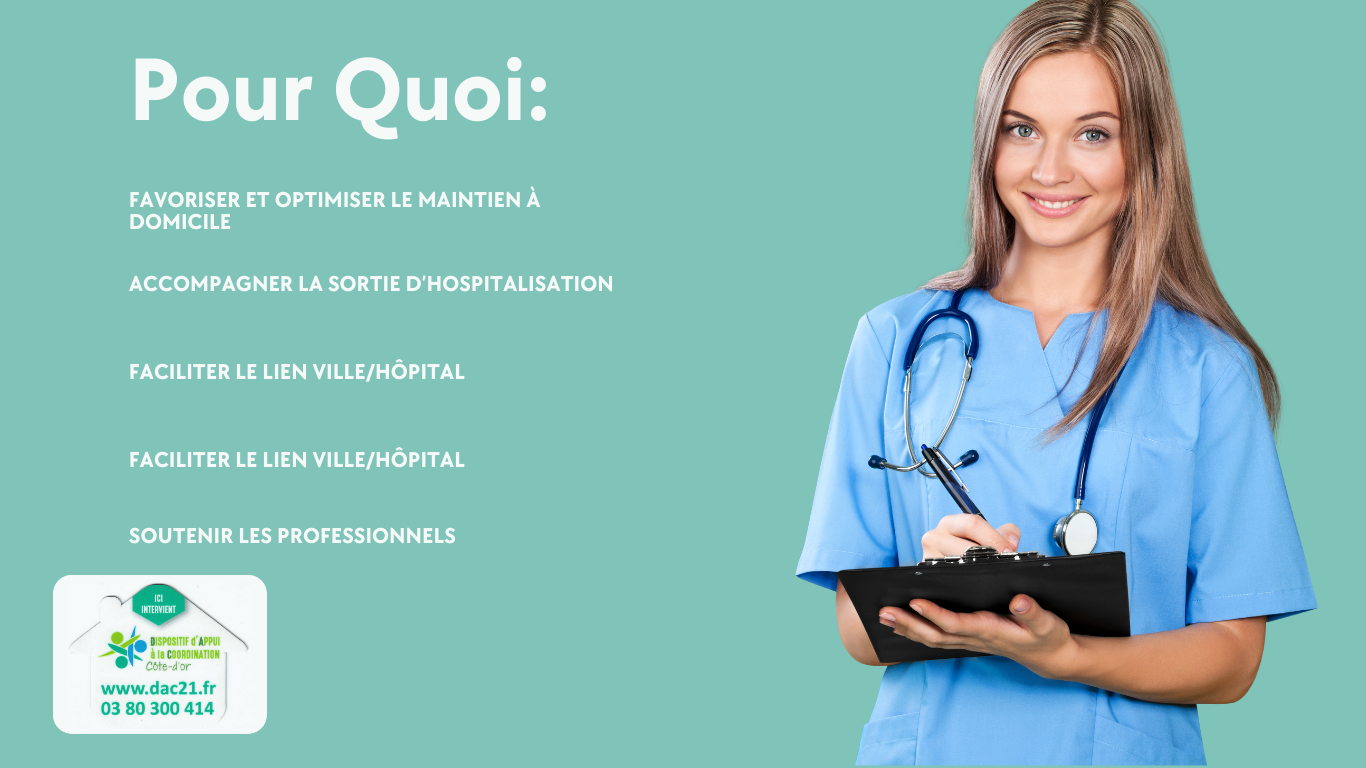 Pour Quoi:
FAVORISER ET OPTIMISER LE MAINTIEN À
DOMICILE
ACCOMPAGNER LA SORTIE D'HOSPITALISATION
FACILITER LE LIEN VILLE/HÔPITAL
FACILITER LE LIEN VILLE/HÔPITAL
SOUTENIR LES PROFESSIONNELS
ICI
INTERVIENT
DISPOSITIF d'APPUI
à la COORDINATION
Côte-d'or
www.dac21.fr
03 80 300 414